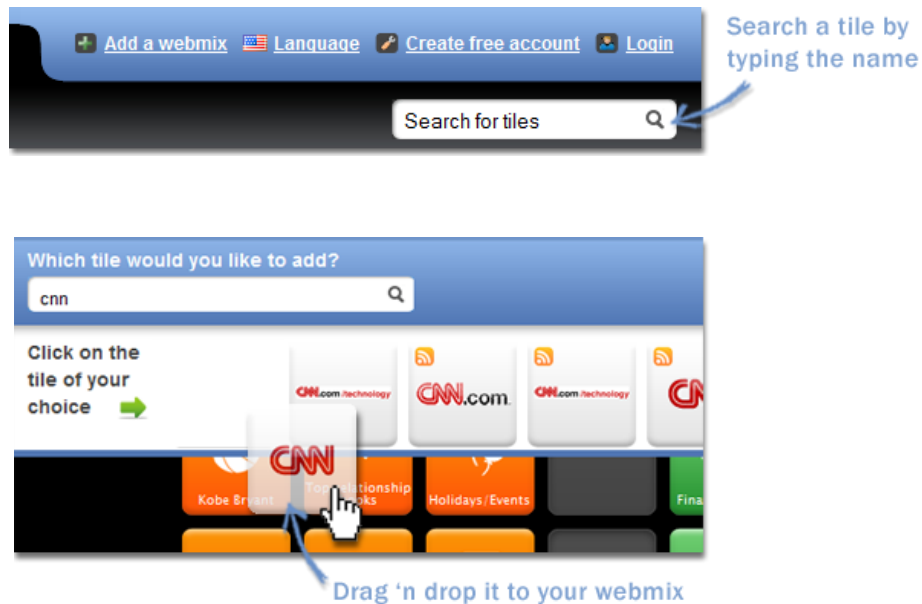 Add a webmix Language Create free account Login
Search a tile by
typing the name
Search for tiles
Which tile would you like to add?
cnn
Click on the
tile of your
choice
CNN.com/technology
CNN.com.
CNN.com/technology
CNN
Kobe Bryant
Holidays/Events
Drag 'n drop it to your webmix